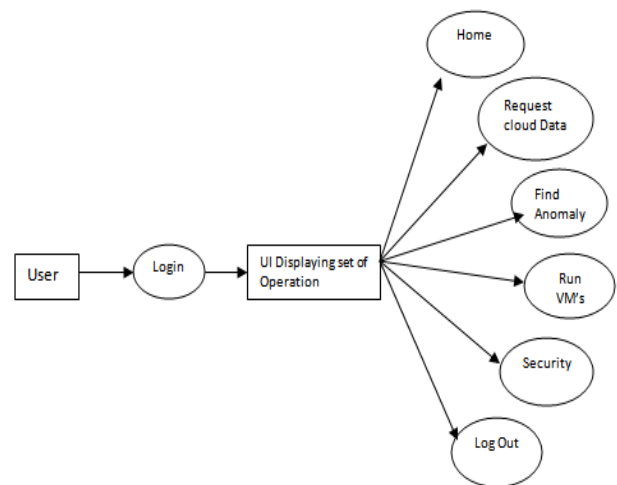 Home
Request
cloud Data
Find
Anomaly
User
Login
UI Displaying set of
Operation
Run
VM's
Security
Log Out